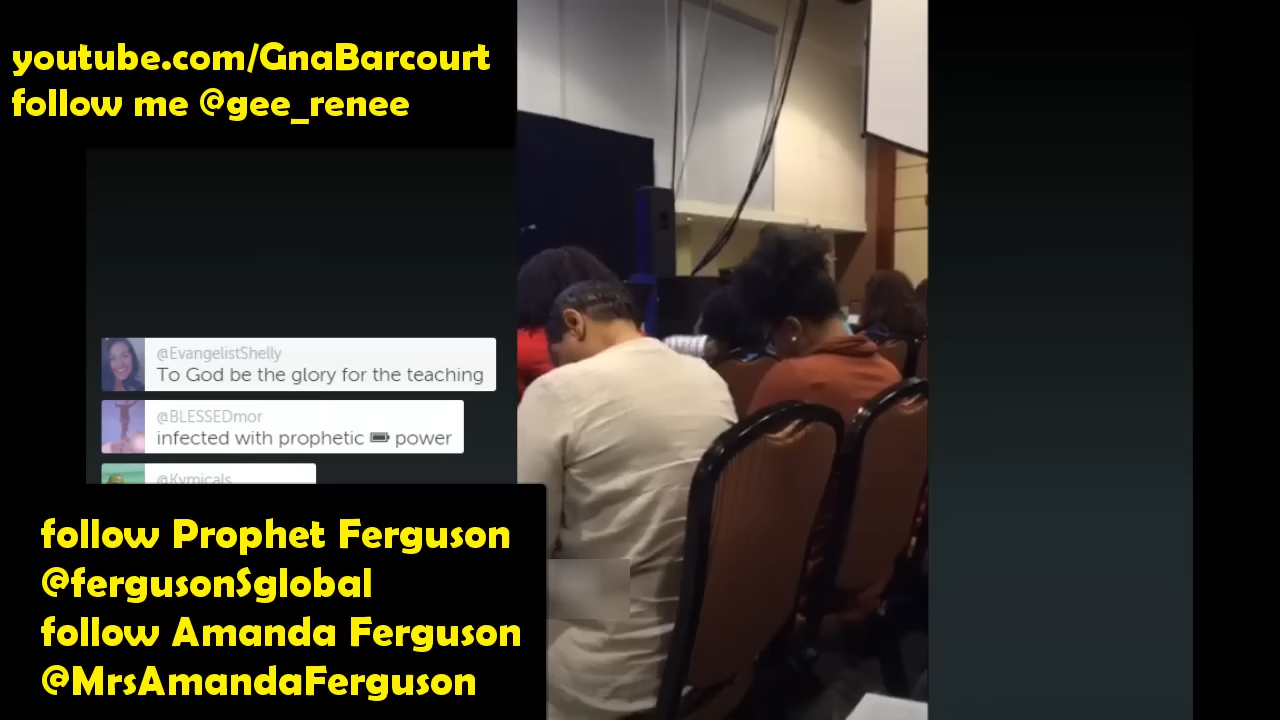 youtube.com/GnaBarcourt
follow me @gee_renee
@EvangelistShelly
To God be the glory for the teaching
@BLESSEDmor
infected with prophetic 🔋 power
@Kymicals
follow Prophet Ferguson
@fergusonSglobal
follow Amanda Ferguson
@MrsAmandaFerguson